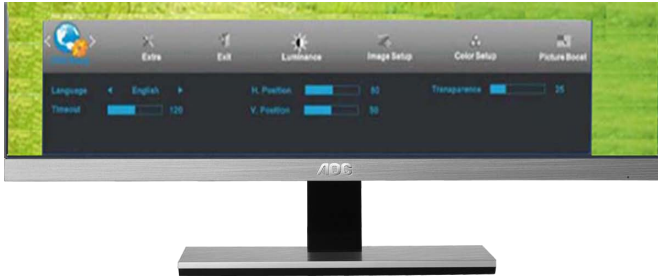 Extra Exit Luminance Image Setup Color Setup Picture Boost
Language English H. Position 50 Transparence 25
Timeout 120 V. Position 50
AOC